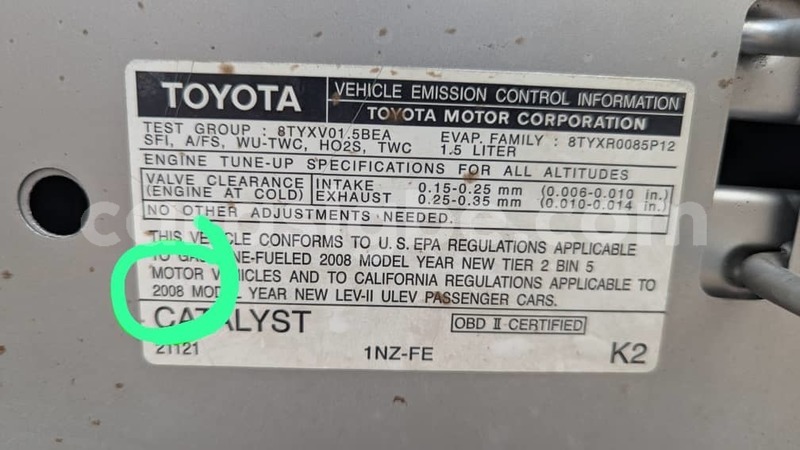 TOYOTA
VEHICLE EMISSION CONTROL INFORMATION
TOYOTA MOTOR CORPORATION
TEST GROUP : 8TYXV01.5BEA EVAP. FAMILY : 8TYXR0085P12
SFI, A/FS, WU-TWC, HO2S, TWC 1.5 LITER
ENGINE TUNE-UP SPECIFICATIONS FOR ALL ALTITUDES
VALVE CLEARANCE INTAKE 0.15-0.25 mm (0.006-0.010 in.)
(ENGINE AT COLD) EXHAUST 0.25-0.35 mm (0.010-0.014 in.)
NO OTHER ADJUSTMENTS NEEDED.
THIS VEHICLE CONFORMS TO U.S. EPA REGULATIONS APPLICABLE
TO GASOLINE-FUELED 2008 MODEL YEAR NEW TIER 2 BIN 5
MOTOR VEHICLES AND TO CALIFORNIA REGULATIONS APPLICABLE TO
2008 MODEL YEAR NEW LEV-II ULEV PASSENGER CARS.
CATALYST OBD II CERTIFIED
21121 1NZ-FE K2